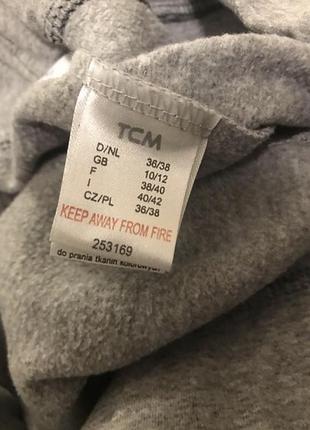 TCM
D/NL 36/38
GB 10/12
F 38/40
I 40/42
CZ/PL 36/38
KEEP AWAY FROM FIRE
253169
do prania tkanin kolorowych